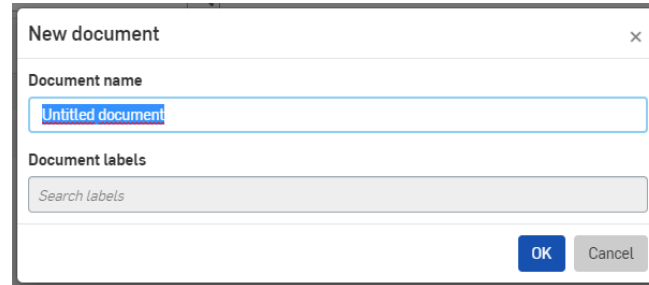 New document
×
Document name
Untitled document
Document labels
Search labels
OK Cancel